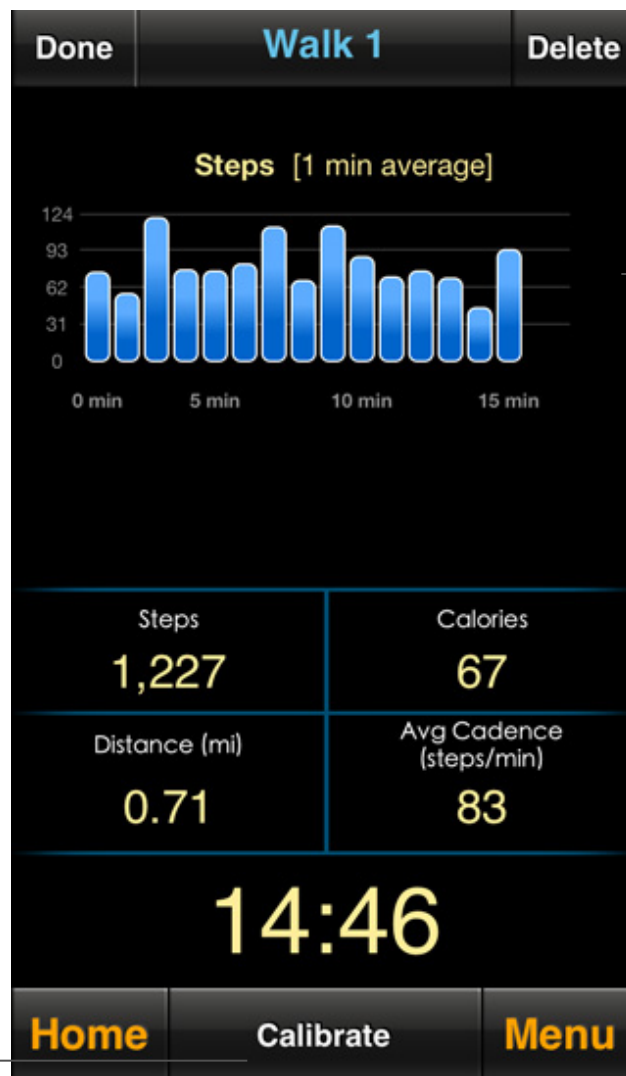 Done Walk 1 Delete
Steps [1 min average]
124
93
62
31
0
0 min 5 min 10 min 15 min
Steps Calories
1,227 67
Distance (mi) Avg Cadence
(steps/min)
0.71 83
14:46
Home Calibrate Menu